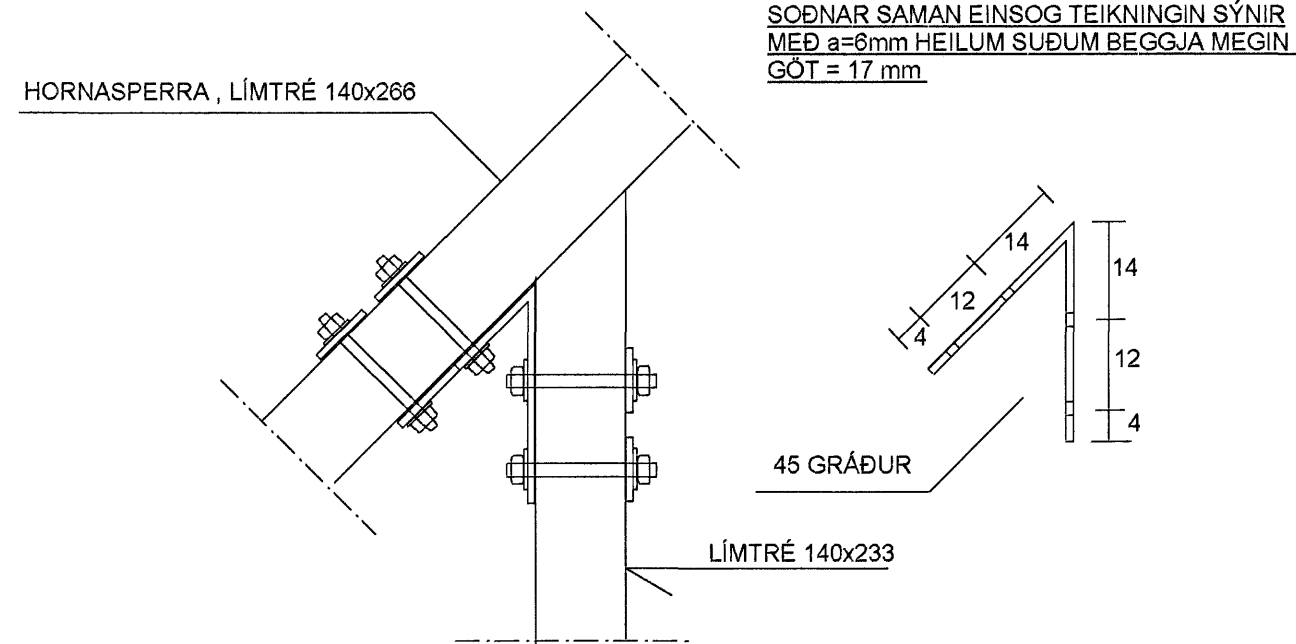 SOÐNAR SAMAN EINSOG TEIKNINGIN SÝNIR
MEÐ a=6mm HEILUM SUÐUM BEGGJA MEGIN
GÖT = 17 mm
HORNASPERRA , LÍMTRÉ 140x266
14
12
4
14
12
4
45 GRÁÐUR
LÍMTRÉ 140x233